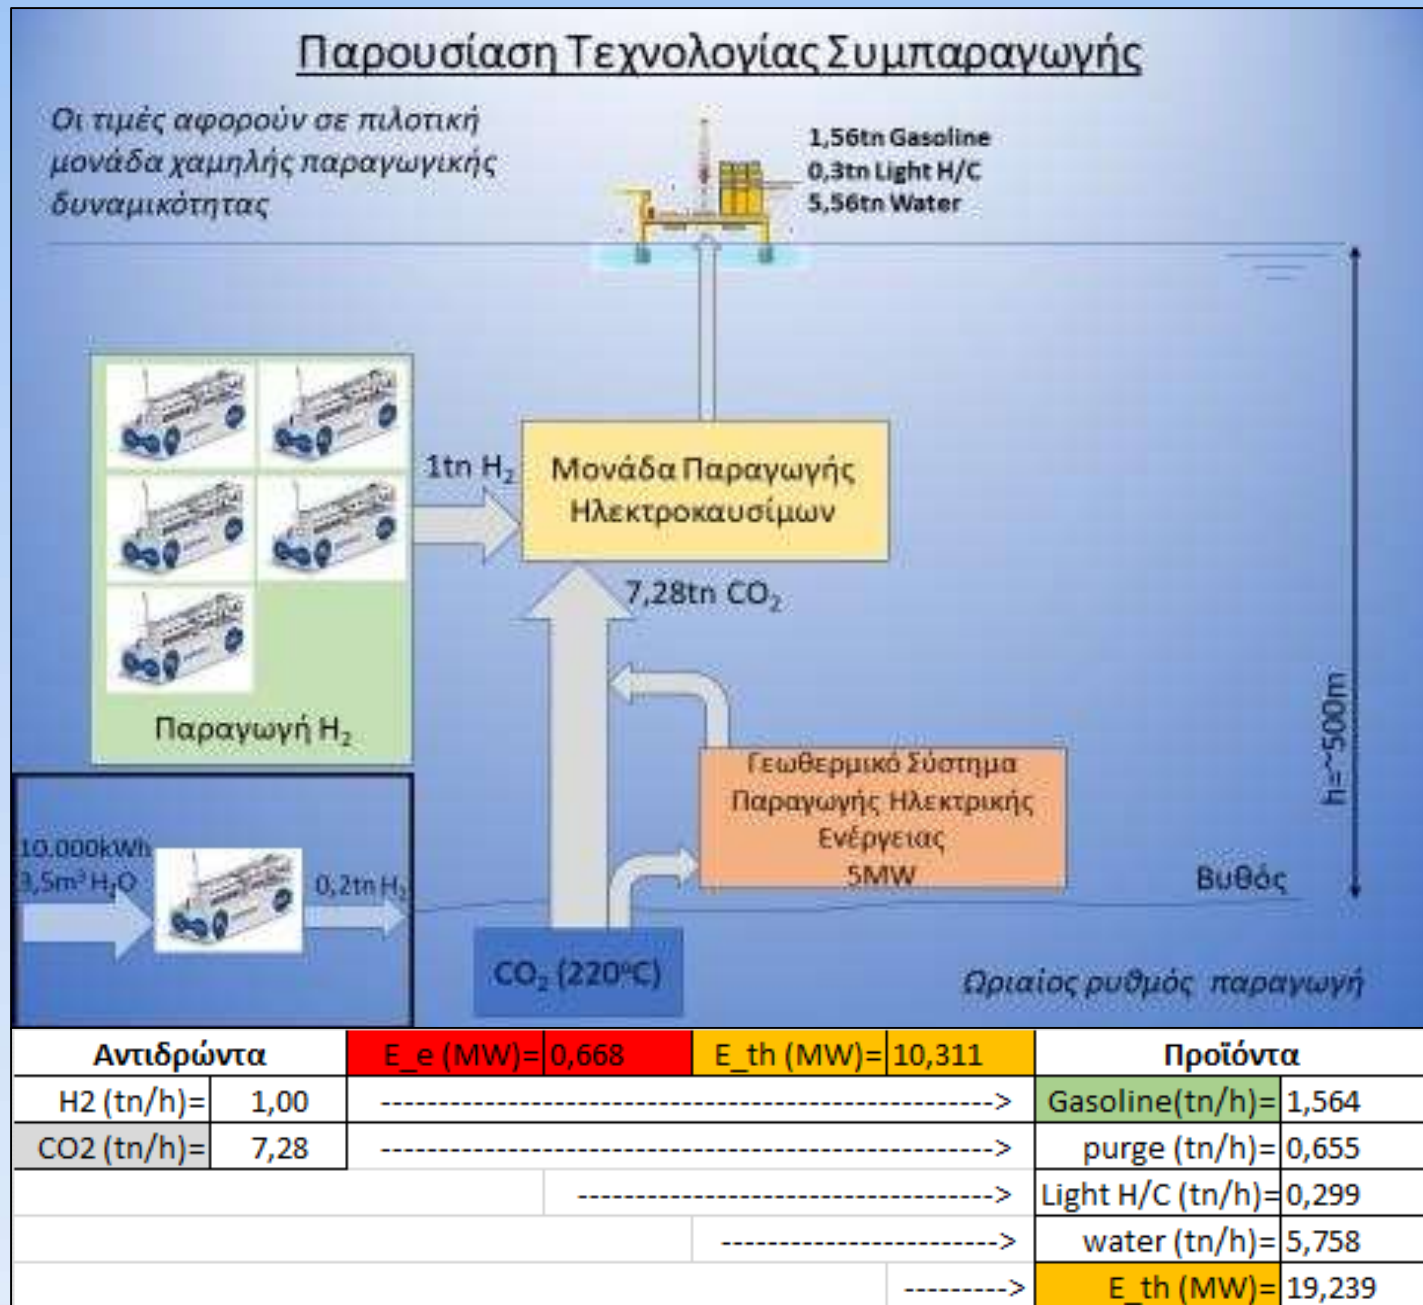 Παρουσίαση Τεχνολογίας Συμπαραγωγής
Οι τιμές αφορούν σε πιλοτική
μονάδα χαμηλής παραγωγικής
δυναμικότητας
1,56tn Gasoline
0,3tn Light H/C
5,56tn Water
1tn H₂
Μονάδα Παραγωγής
Ηλεκτροκαυσίμων
7,28tn CO₂
Παραγωγή H₂
h=~500m
Γεωθερμικό Σύστημα
Παραγωγής Ηλεκτρικής
Ενέργειας
5MW
10.000kWh
3,5m³ H₂O
0,2tn H₂
Βυθός
CO₂ (220°C)
Ωριαίος ρυθμός παραγωγή
Αντιδρώντα E_e (MW)= 0,668 E_th (MW)= 10,311 Προϊόντα
H2 (tn/h)= 1,00 ----------------------------------------------------> Gasoline(tn/h)= 1,564
CO2 (tn/h)= 7,28 ----------------------------------------------------> purge (tn/h)= 0,655
-----------------------------------> Light H/C (tn/h)= 0,299
-----------------------> water (tn/h)= 5,758
---------> E_th (MW)= 19,239